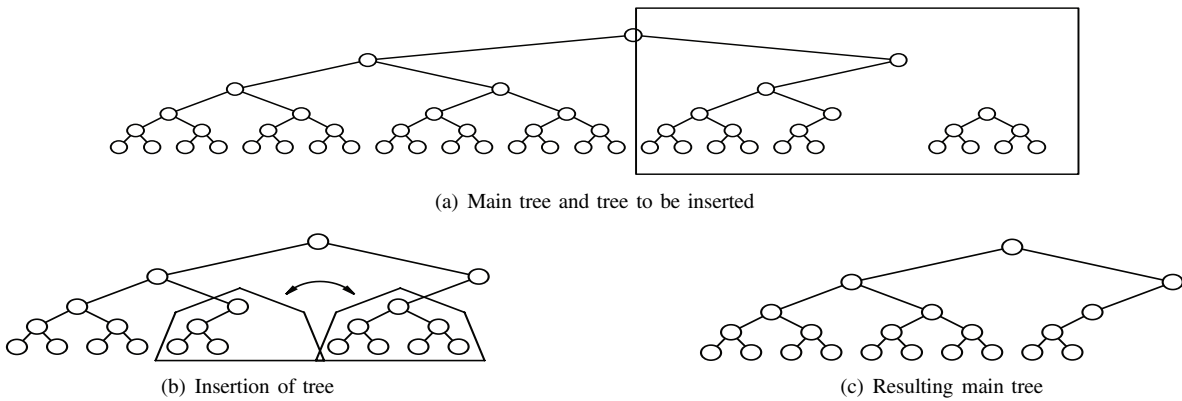 (a) Main tree and tree to be inserted
(b) Insertion of tree
(c) Resulting main tree